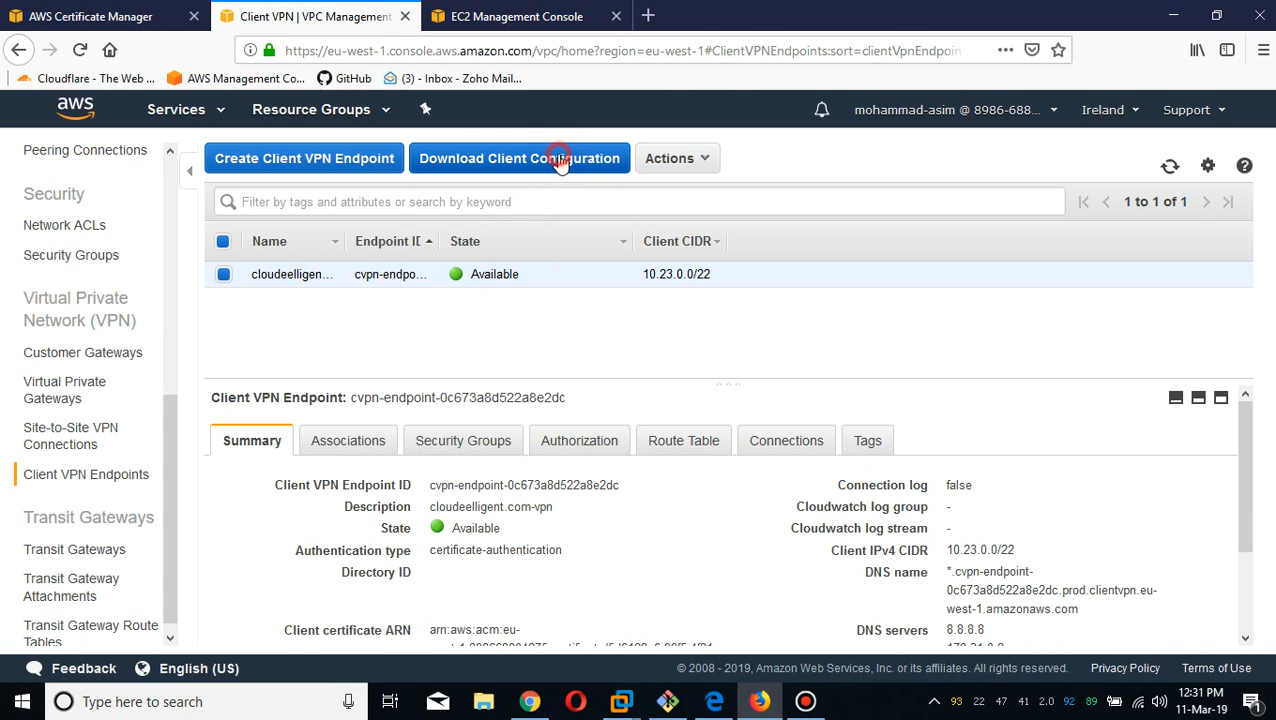 AWS Certificate Manager
Client VPN | VPC Management
EC2 Management Console
https://eu-west-1.console.aws.amazon.com/vpc/home?region=eu-west-1#ClientVPNEndpoints:sort=clientVpnEndpoin
Cloudflare - The Web ...
AWS Management Co...
GitHub
(3) - Inbox - Zoho Mail...
aws
Services
Resource Groups
mohammad-asim @ 8986-688...
Ireland
Support
Peering Connections
Security
Network ACLs
Security Groups
Virtual Private
Network (VPN)
Customer Gateways
Virtual Private
Gateways
Site-to-Site VPN
Connections
Client VPN Endpoints
Transit Gateways
Transit Gateways
Transit Gateway
Attachments
Transit Gateway Route
Tables
Create Client VPN Endpoint
Download Client Configuration
Actions
Filter by tags and attributes or search by keyword
1 to 1 of 1
Name
Endpoint ID
State
Client CIDR
cloudeelligen...
cvpn-endpo...
Available
10.23.0.0/22
Client VPN Endpoint: cvpn-endpoint-0c673a8d522a8e2dc
Summary
Associations
Security Groups
Authorization
Route Table
Connections
Tags
Client VPN Endpoint ID cvpn-endpoint-0c673a8d522a8e2dc
Description cloudeelligent.com-vpn
State Available
Authentication type certificate-authentication
Directory ID
Client certificate ARN arn:aws:acm:eu-
Connection log false
Cloudwatch log group -
Cloudwatch log stream -
Client IPv4 CIDR 10.23.0.0/22
DNS name *.cvpn-endpoint-
0c673a8d522a8e2dc.prod.clientvpn.eu-
west-1.amazonaws.com
DNS servers 8.8.8.8
Feedback
English (US)
© 2008 - 2019, Amazon Web Services, Inc. or its affiliates. All rights reserved.
Privacy Policy
Terms of Use
Type here to search
93 22 47 41 2.0 92 89
12:31 PM
11-Mar-19
1